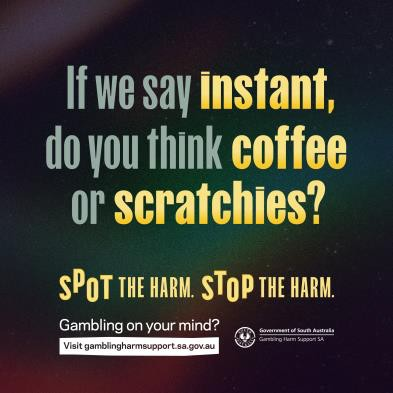 If we say instant,
do you think coffee
or scratchies?
SPOT THE HARM. STOP THE HARM.
Gambling on your mind?
Visit gamblingharmsupport.sa.gov.au
Government of South Australia
Gambling Harm Support SA